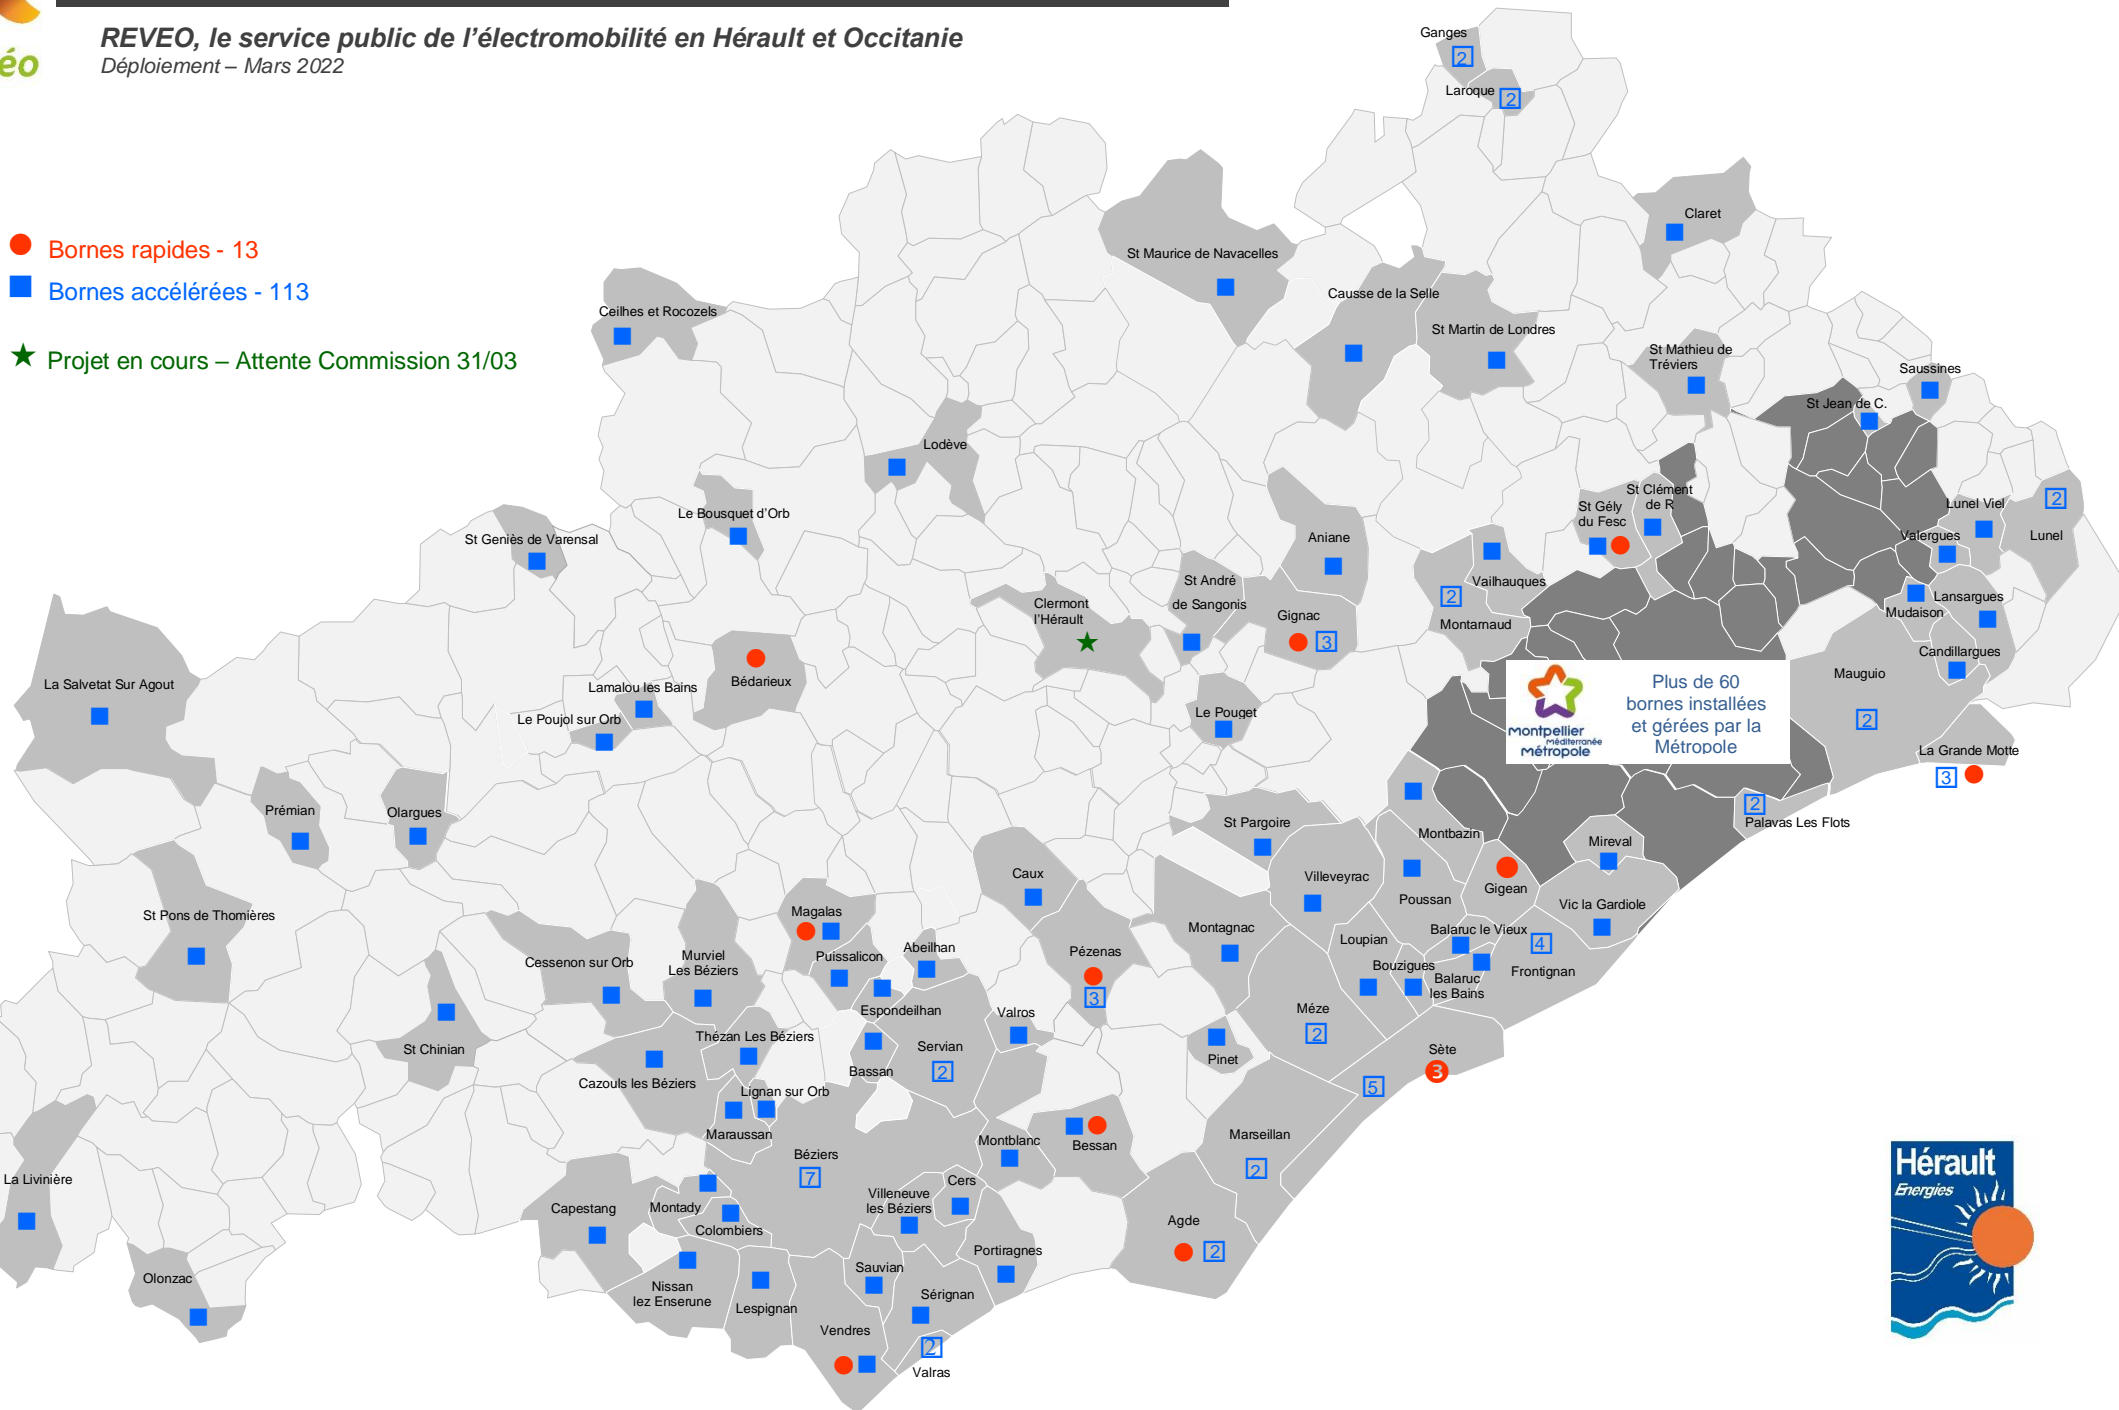 REVEO, le service public de l'électromobilité en Hérault et Occitanie
éo
Déploiement – Mars 2022
Bornes rapides - 13
Bornes accélérées - 113
Projet en cours – Attente Commission 31/03
Ganges
2
Laroque
2
Claret
St Maurice de Navacelles
Causse de la Selle
Ceilhes et Rocozels
St Martin de Londres
St Mathieu de
Tréviers
Saussines
St Jean de C.
Lodève
Le Bousquet d'Orb
St Geniès de Varensal
St Clément
de R
St Gély
du Fesc
Lunel Viel
2
Lunel
Valergues
Aniane
Vailhauques
2
Montarnaud
St André
de Sangonis
Clermont
l'Hérault
Gignac
3
Mudaison
Lansargues
Candillargues
Mauguio
2
La Salvetat Sur Agout
Bédarieux
Lamalou les Bains
Le Poujol sur Orb
Le Pouget
montpellier
méditerranée
métropole
Plus de 60
bornes installées
et gérées par la
Métropole
La Grande Motte
3
2
Palavas Les Flots
Prémian
Olargues
St Pargoire
Montbazin
Mireval
Caux
Villeveyrac
Poussan
Gigean
Vic la Gardiole
St Pons de Thomières
Magalas
Montagnac
Balaruc le Vieux
4
Frontignan
Loupian
Bouzigues
Balaruc
les Bains
Cessenon sur Orb
Murviel
Les Béziers
Puissalicon
Abeilhan
Pézenas
3
Espondeilhan
Valros
Méze
2
St Chinian
Thézan Les Béziers
Servian
2
Bassan
Pinet
Sète
3
5
Cazouls les Béziers
Lignan sur Orb
Maraussan
Béziers
7
Montblanc
Bessan
Marseillan
2
La Livinière
Capestang
Montady
Colombiers
Villeneuve
les Béziers
Cers
Agde
2
Portiragnes
Olonzac
Nissan
lez Enserune
Lespignan
Sauvian
Sérignan
Vendres
2
Valras
Hérault
Energies